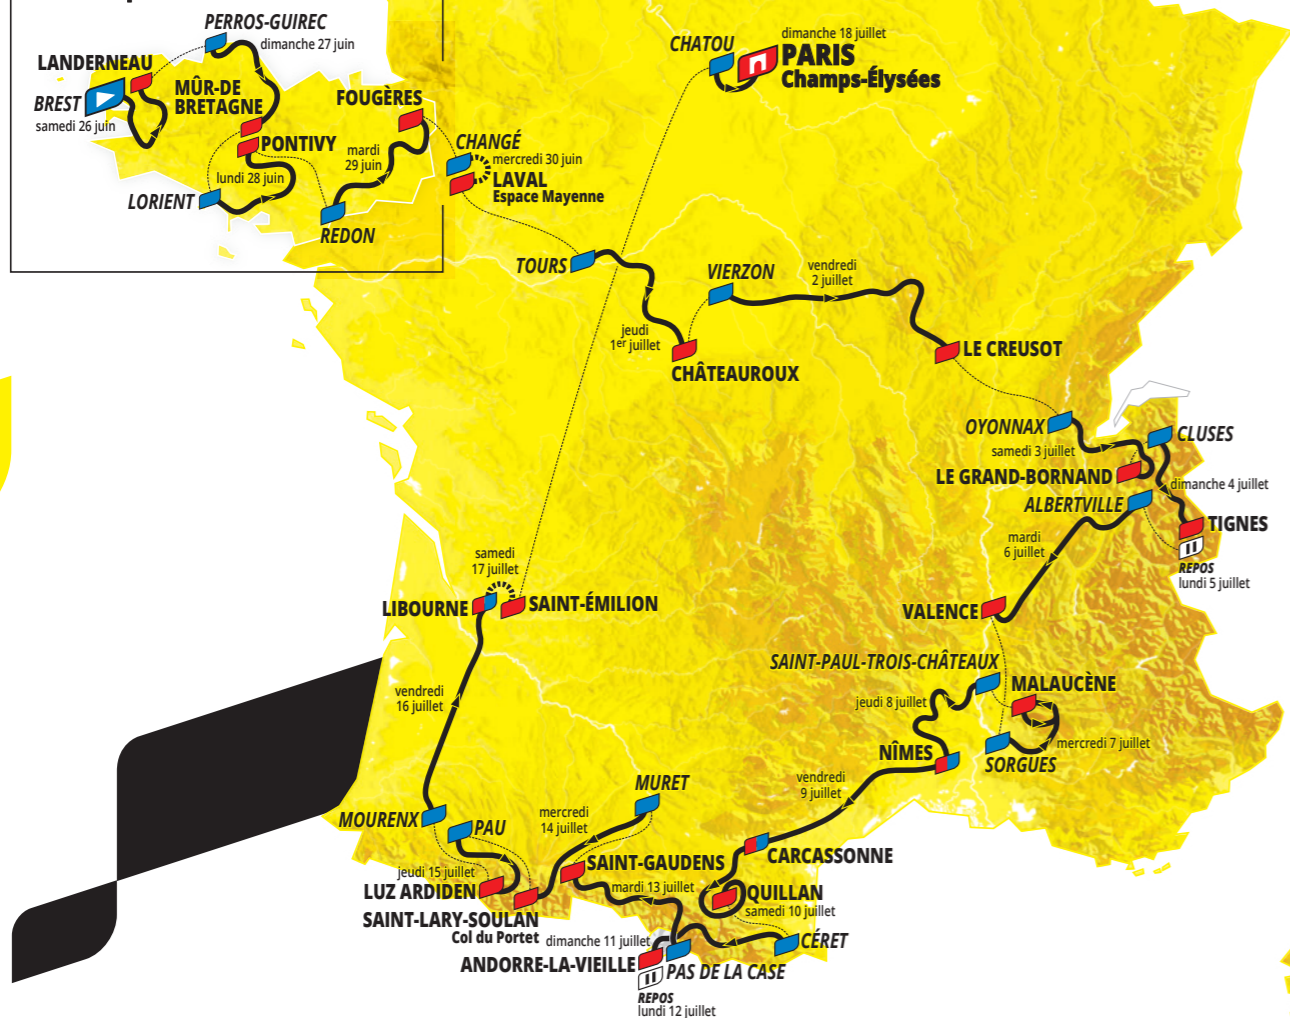 PERROS-GUIREC
dimanche 27 juin
LANDERNEAU
BREST
samedi 26 juin
MÛR-DE
BRETAGNE
PONTIVY
lundi 28 juin
LORIENT
FOUGÈRES
mardi
29 juin
REDON
CHANGÉ
mercredi 30 juin
LAVAL
Espace Mayenne
CHATOU
dimanche 18 juillet
PARIS
Champs-Élysées
TOURS
jeudi
1er juillet
CHÂTEAUROUX
VIERZON
vendredi
2 juillet
LE CREUSOT
OYONNAX
samedi 3 juillet
LE GRAND-BORNAND
CLUSES
dimanche 4 juillet
TIGNES
REPOS
lundi 5 juillet
ALBERTVILLE
mardi
6 juillet
VALENCE
SAINT-PAUL-TROIS-CHÂTEAUX
jeudi 8 juillet
MALAUCÈNE
mercredi 7 juillet
SORGUES
NÎMES
vendredi
9 juillet
CARCASSONNE
QUILLAN
samedi 10 juillet
CÉRET
dimanche 11 juillet
ANDORRE-LA-VIEILLE
PAS DE LA CASE
REPOS
lundi 12 juillet
mardi 13 juillet
SAINT-GAUDENS
MURET
mercredi
14 juillet
SAINT-LARY-SOULAN
Col du Portet
PAU
jeudi 15 juillet
LUZ ARDIDEN
MOURENX
vendredi
16 juillet
LIBOURNE
samedi
17 juillet
SAINT-ÉMILION